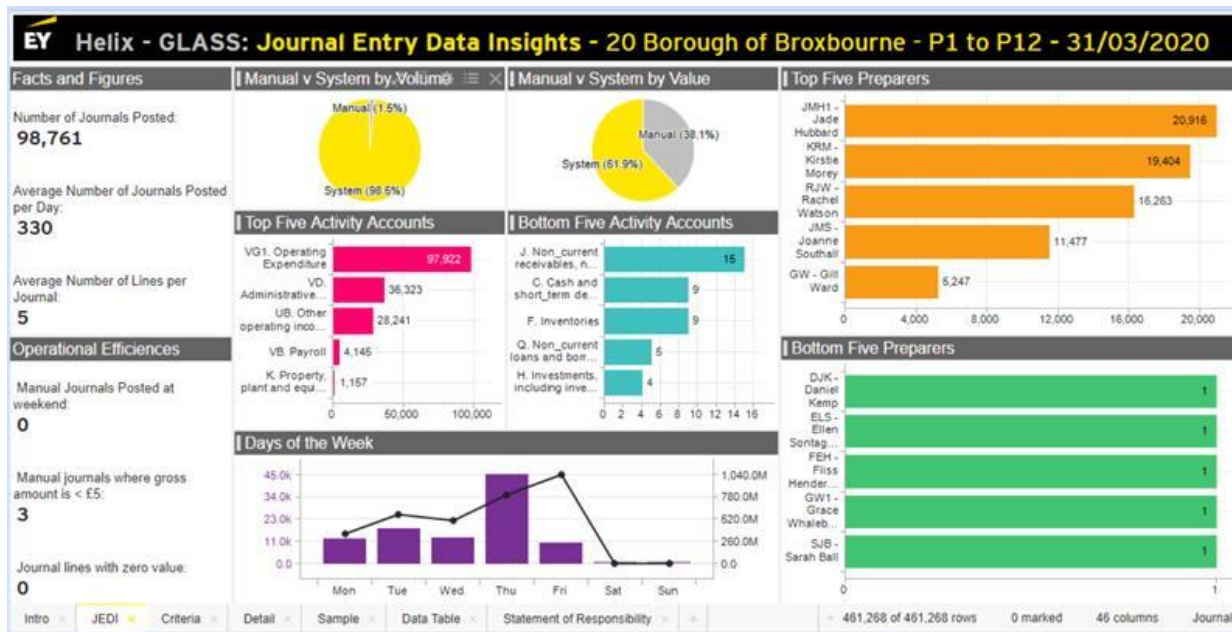 EY
Helix - GLASS: Journal Entry Data Insights - 20 Borough of Broxbourne - P1 to P12 - 31/03/2020
Facts and Figures
Number of Journals Posted:
98,761
Average Number of Journals Posted
per Day:
330
Average Number of Lines per
Journal:
5
Operational Efficiences
Manual Journals Posted at
weekend:
0
Manual journals where gross
amount is < £5:
3
Journal lines with zero value:
0
Manual v System by Volume
Manual (1.5%)
System (98.5%)
Manual v System by Value
Manual (38.1%)
System (61.9%)
Top Five Activity Accounts
VG1. Operating
Expenditure
97,922
VD.
Administrative...
36,323
UB. Other
operating inco...
28,241
VB. Payroll
4,145
K. Property,
plant and equi...
1,157
0 50,000 100,000
Bottom Five Activity Accounts
J. Non_current
receivables, n...
15
C. Cash and
short_term de...
9
F. Inventories
9
Q. Non_current
loans and borr...
5
H. Investments,
including inve...
4
0 2 4 6 8 10 12 14 16
Days of the Week
45.0k
34.0k
23.0k
11.0k
0.0
1,040.0M
780.0M
520.0M
260.0M
0.0
Mon Tue Wed Thu Fri Sat Sun
Top Five Preparers
JMH1 -
Jade
Hubbard
20,916
KRM -
Kirstie
Morey
19,404
RJW -
Rachel
Watson
16,263
JMS -
Joanne
Southall
11,477
GW - Gill
Ward
5,247
0 4,000 8,000 12,000 16,000 20,000
Bottom Five Preparers
DJK -
Daniel
Kemp
1
ELS -
Ellen
Sontag...
1
FEH -
Fliss
Hender...
1
GW1 -
Grace
Whaleb...
1
SJB -
Sarah Ball
1
0 1
Intro JEDI Criteria Detail Sample Data Table Statement of Responsibility
461,268 of 461,268 rows 0 marked 46 columns Journal